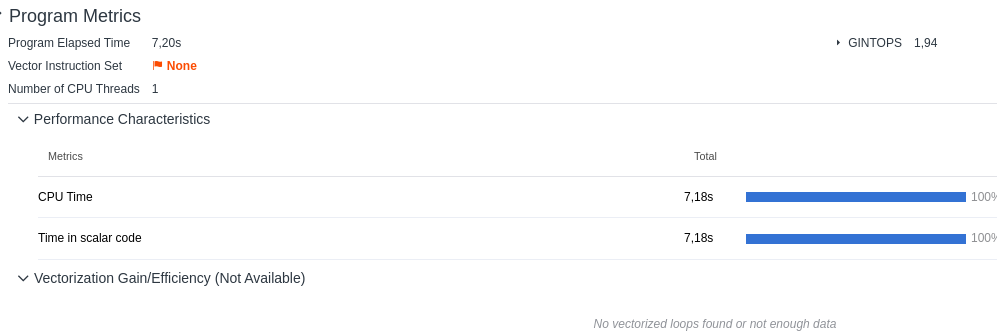 Program Metrics
Program Elapsed Time 7,20s
GINTOPS 1,94
Vector Instruction Set None
Number of CPU Threads 1
Performance Characteristics
Metrics Total
CPU Time 7,18s 100%
Time in scalar code 7,18s 100%
Vectorization Gain/Efficiency (Not Available)
No vectorized loops found or not enough data